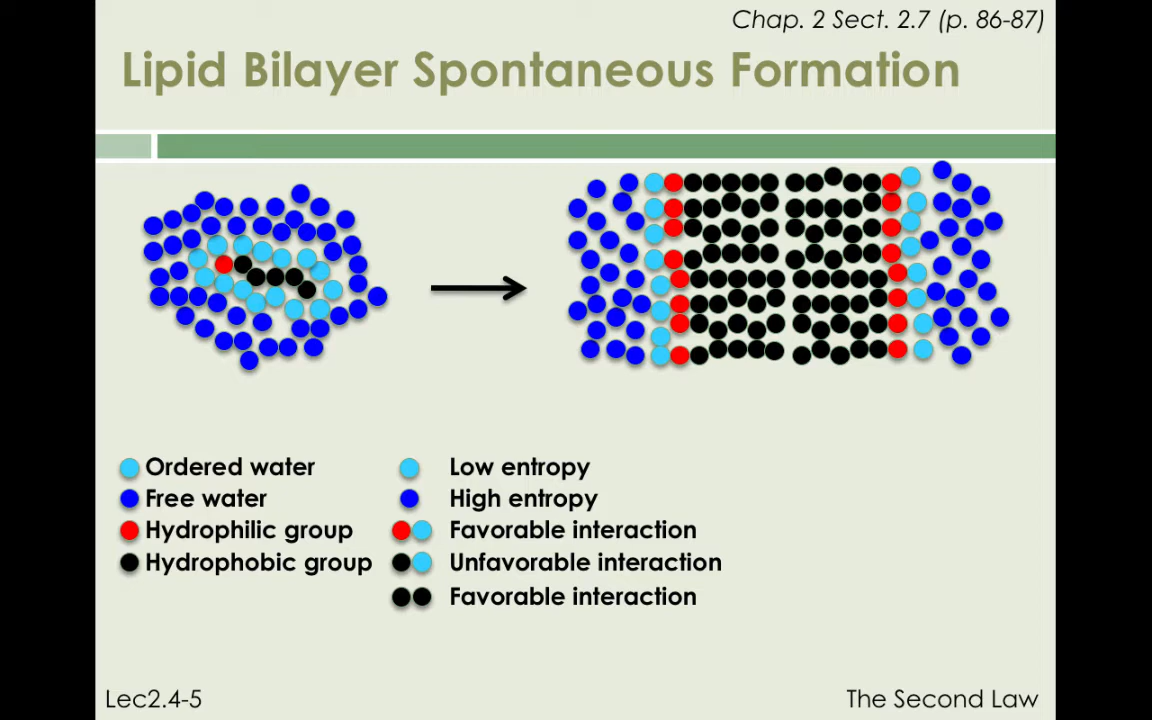 Chap. 2 Sect. 2.7 (p. 86-87)
Lipid Bilayer Spontaneous Formation
Ordered water
Low entropy
Free water
High entropy
Hydrophilic group
Favorable interaction
Hydrophobic group
Unfavorable interaction
Favorable interaction
Lec2.4-5
The Second Law